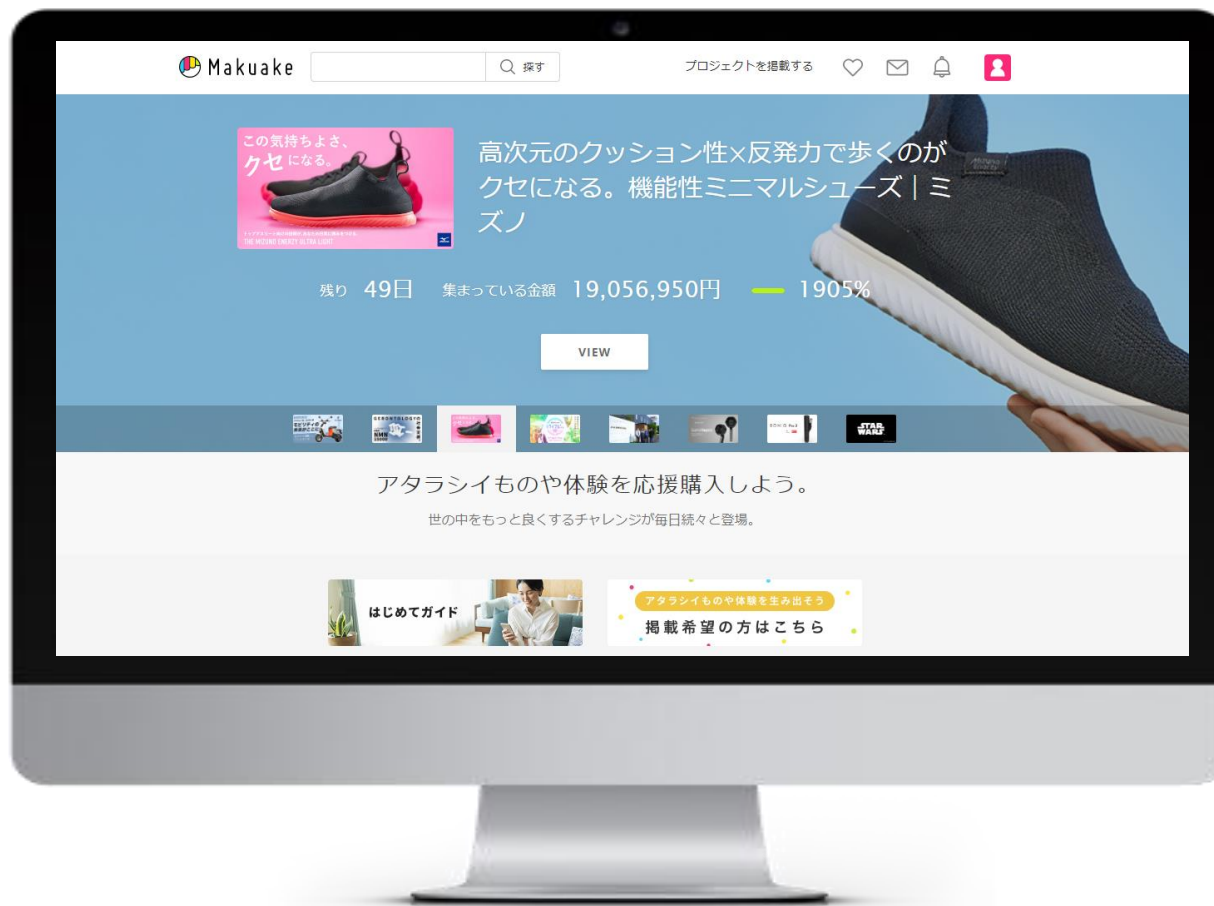 Makuake
探す
プロジェクトを掲載する
この気持ちよさ、
クセになる。
THE MIZUNO ENERZY ULTRA LIGHT
高次元のクッション性×反発力で歩くのが
クセになる。機能性ミニマルシューズ｜ミ
ズノ
残り 49日 集まっている金額 19,056,950円 1905%
VIEW
STAR
WARS
アタラシイものや体験を応援購入しよう。
世の中をもっと良くするチャレンジが毎日続々と登場。
はじめてガイド
アタラシイものや体験を生み出そう
掲載希望の方はこちら